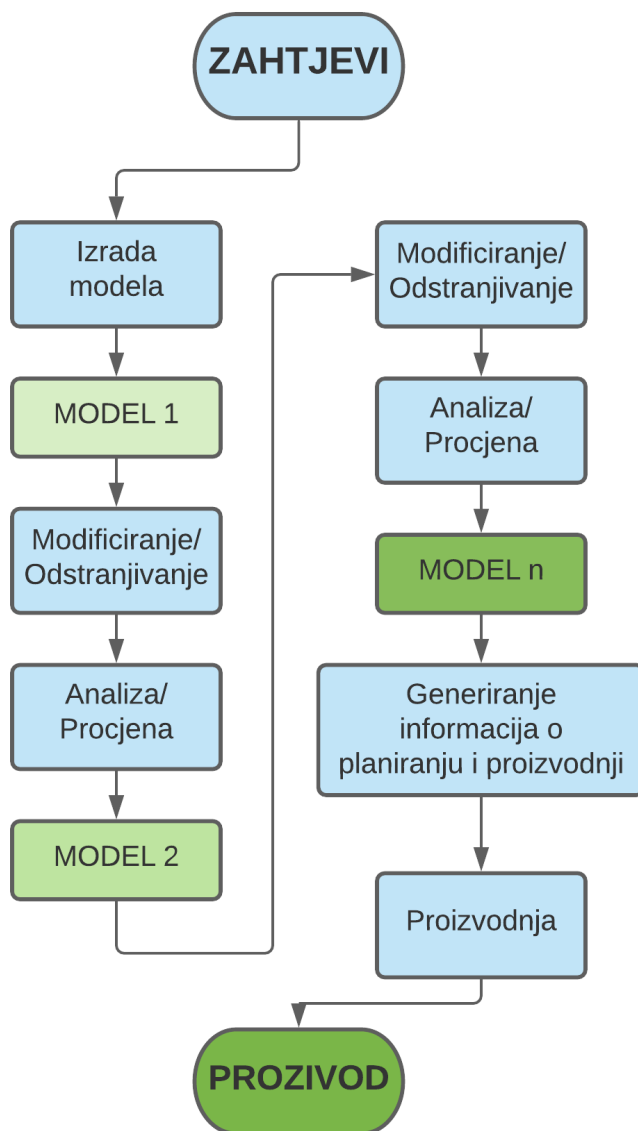 ZAHTJEVI
Izrada
modela
MODEL 1
Modificiranje/
Odstranjivanje
Analiza/
Procjena
MODEL 2
Modificiranje/
Odstranjivanje
Analiza/
Procjena
MODEL n
Generiranje
informacija o
planiranju i proizvodnji
Proizvodnja
PROZIVOD